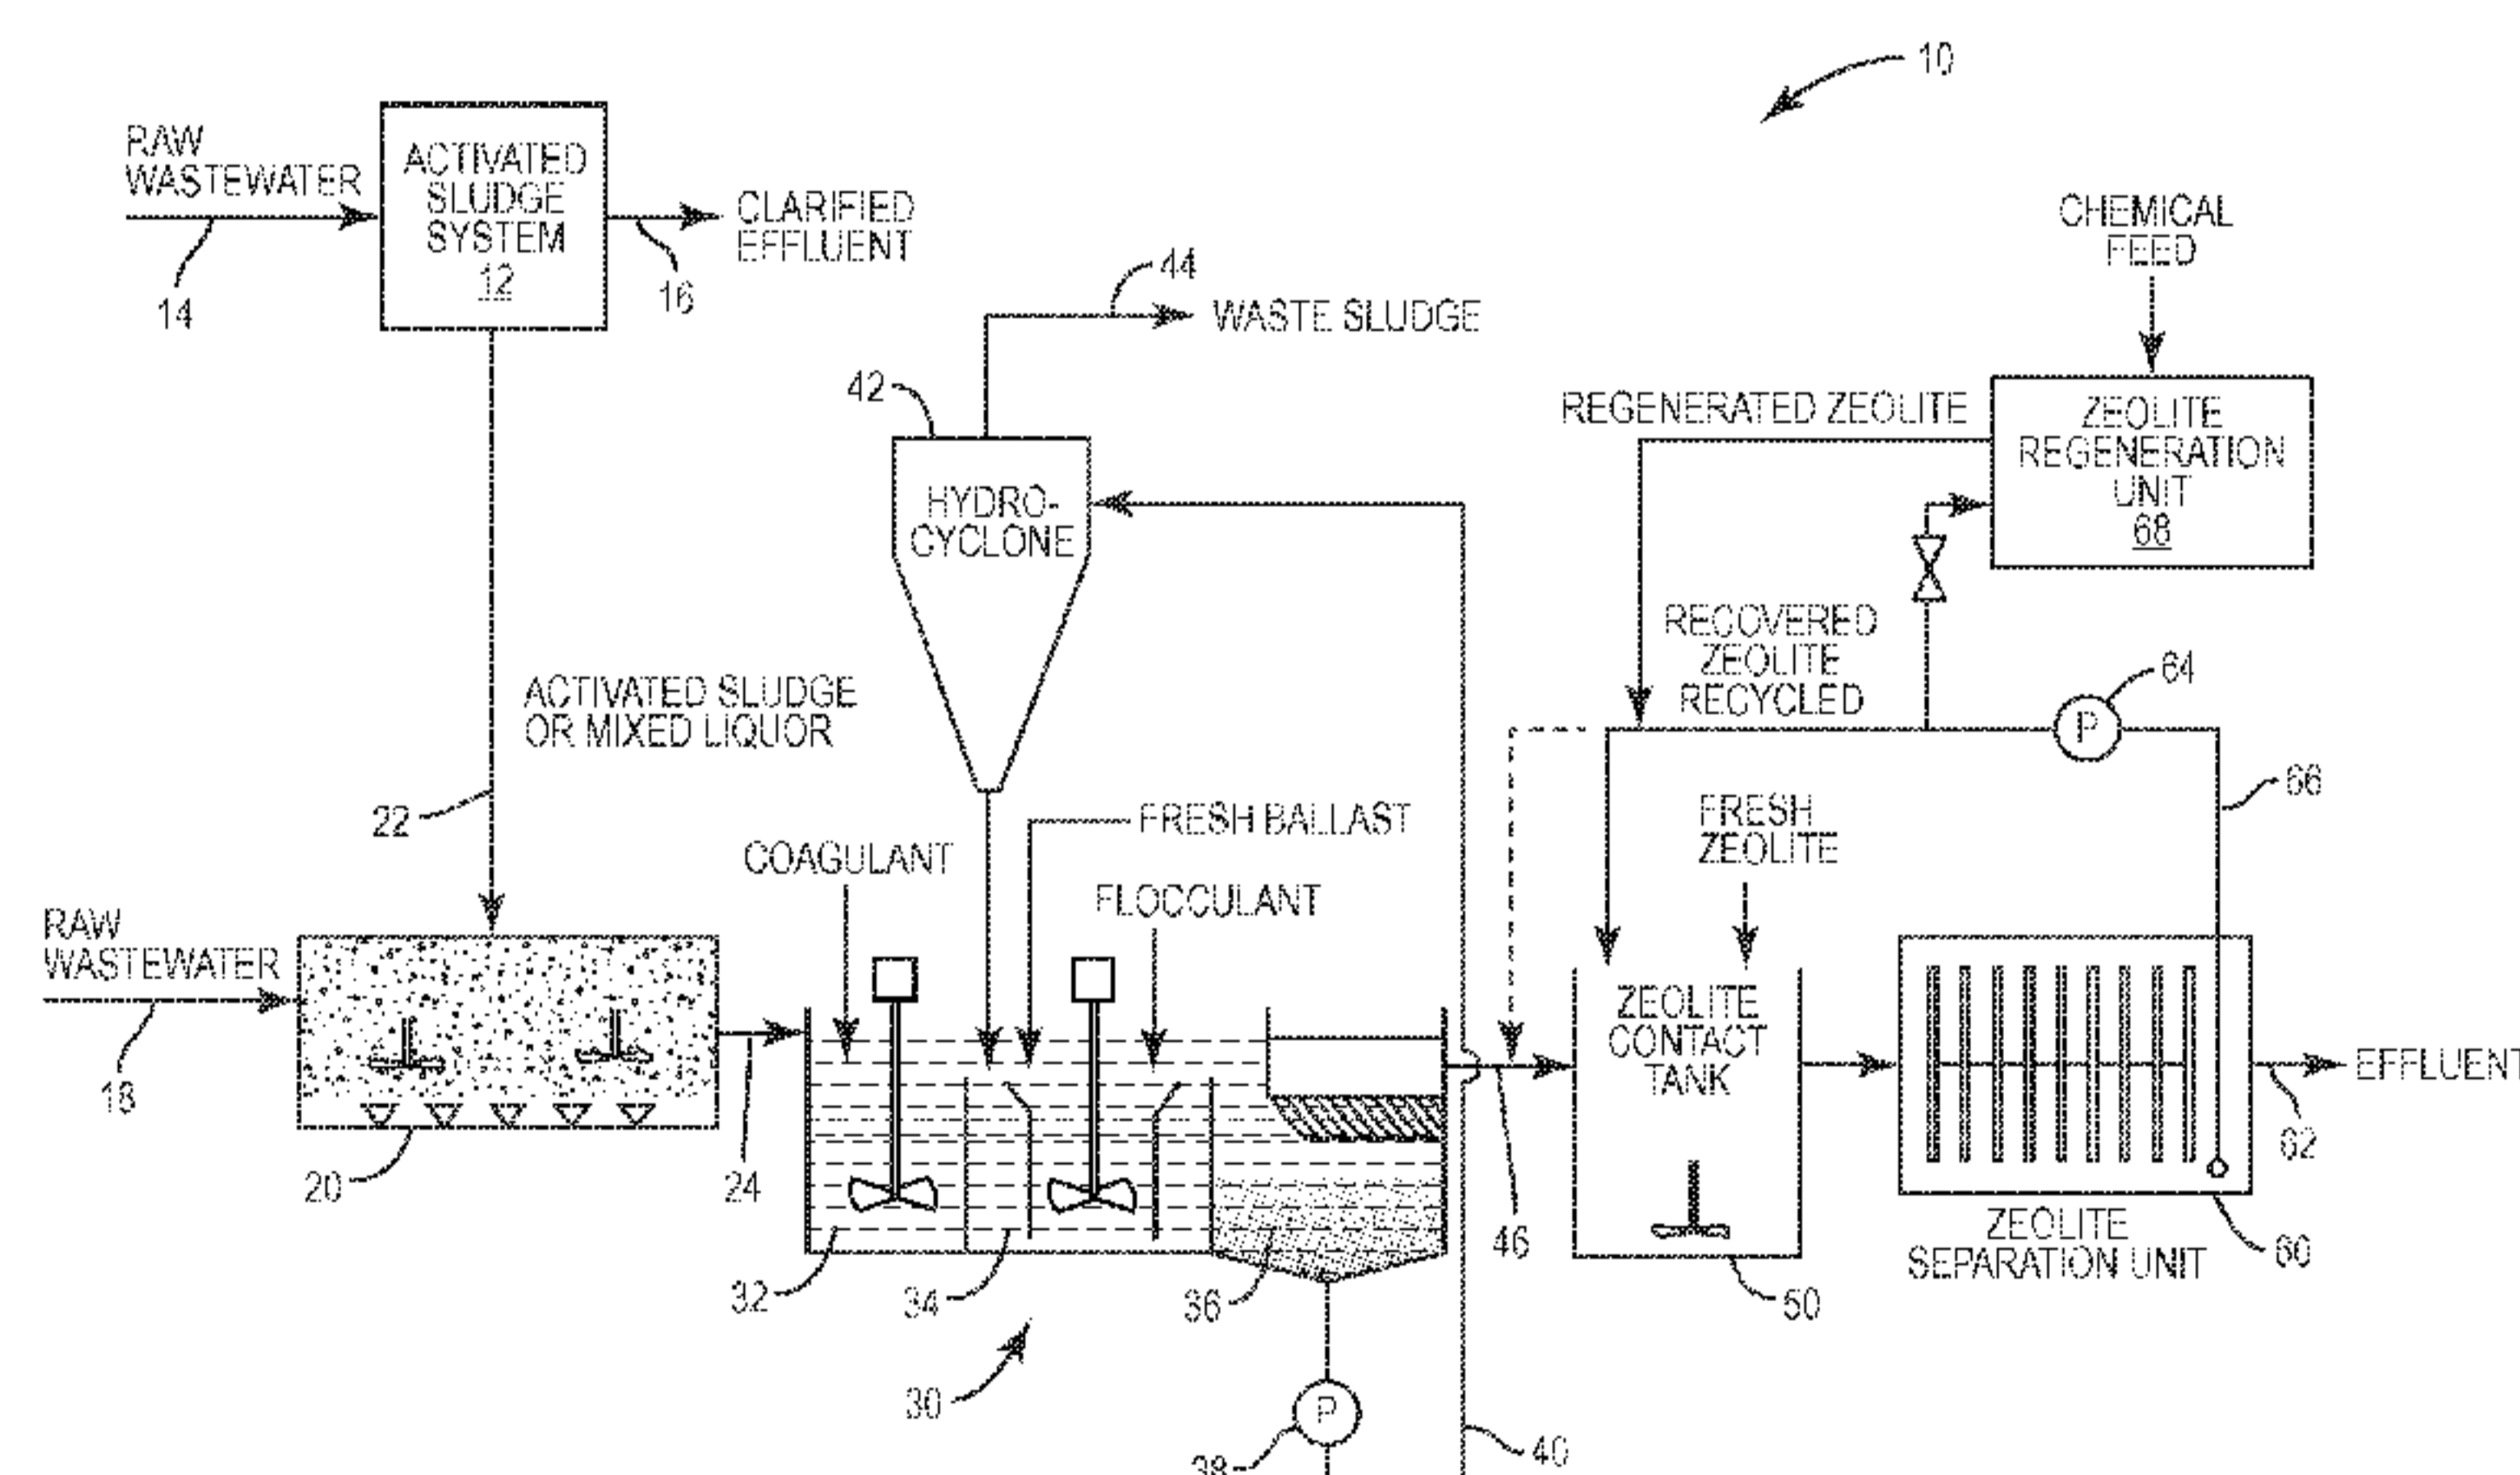 10
RAW
WASTEWATER
14
ACTIVATED
SLUDGE
SYSTEM
12
CLARIFIED
EFFLUENT
16
44
WASTE SLUDGE
CHEMICAL
FEED
42
HYDRO-
CYCLONE
REGENERATED ZEOLITE
ZEOLITE
REGENERATION
UNIT
68
RECOVERED
ZEOLITE
RECYCLED
64
P
66
ACTIVATED SLUDGE
OR MIXED LIQUOR
22
COAGULANT
FRESH BALLAST
FLOCCULANT
FRESH
ZEOLITE
RAW
WASTEWATER
18
20
24
ZEOLITE
CONTACT
TANK
EFFLUENT
62
32
34
36
46
50
ZEOLITE
SEPARATION UNIT
60
30
P
38
40